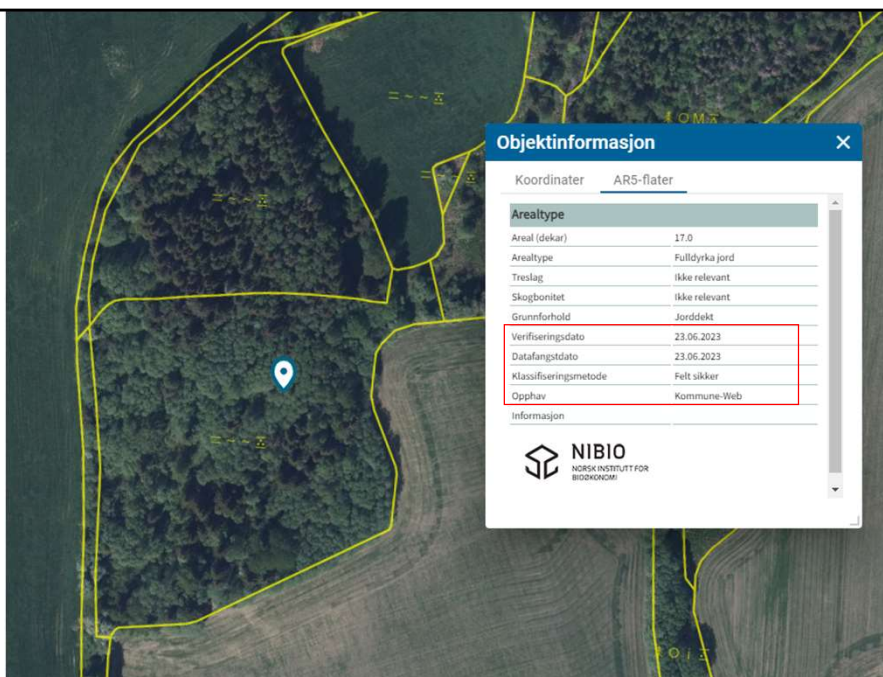 Objektinformasjon
Koordinater AR5-flater
Arealtype
Areal (dekar) 17.0
Arealtype Fulldyrka jord
Treslag Ikke relevant
Skogbonitet Ikke relevant
Grunnforhold Jorddekt
Verifiseringsdato 23.06.2023
Datafangstdato 23.06.2023
Klassifiseringsmetode Felt sikker
Opphav Kommune-Web
Informasjon
NIBIO
NORSK INSTITUTT FOR
BIOØKONOMI